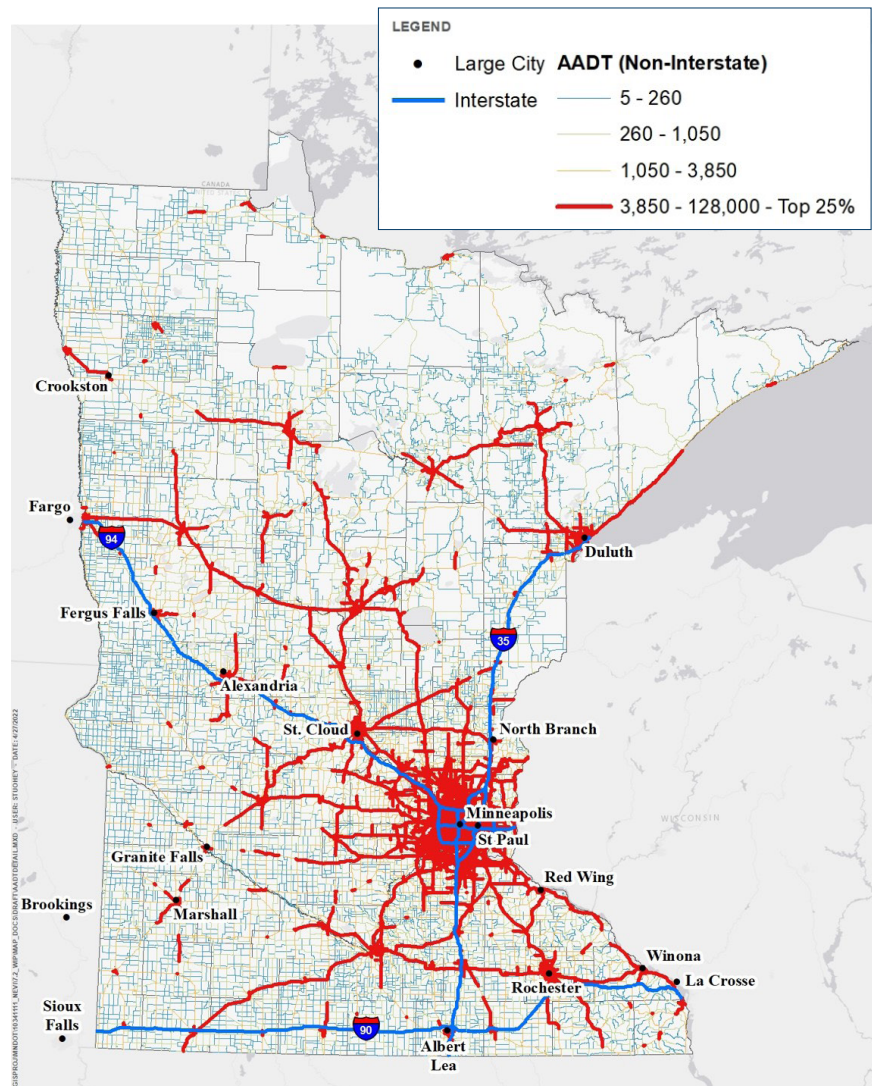 LEGEND
Large City
Interstate
AADT (Non-Interstate)
5 - 260
260 - 1,050
1,050 - 3,850
3,850 - 128,000 - Top 25%
CANADA
Crookston
Fargo
94
Duluth
Fergus Falls
35
Alexandria
St. Cloud
North Branch
Minneapolis
St Paul
WISCONSIN
Granite Falls
Red Wing
Brookings
Marshall
Winona
La Crosse
Rochester
Sioux
Falls
90
Albert
Lea